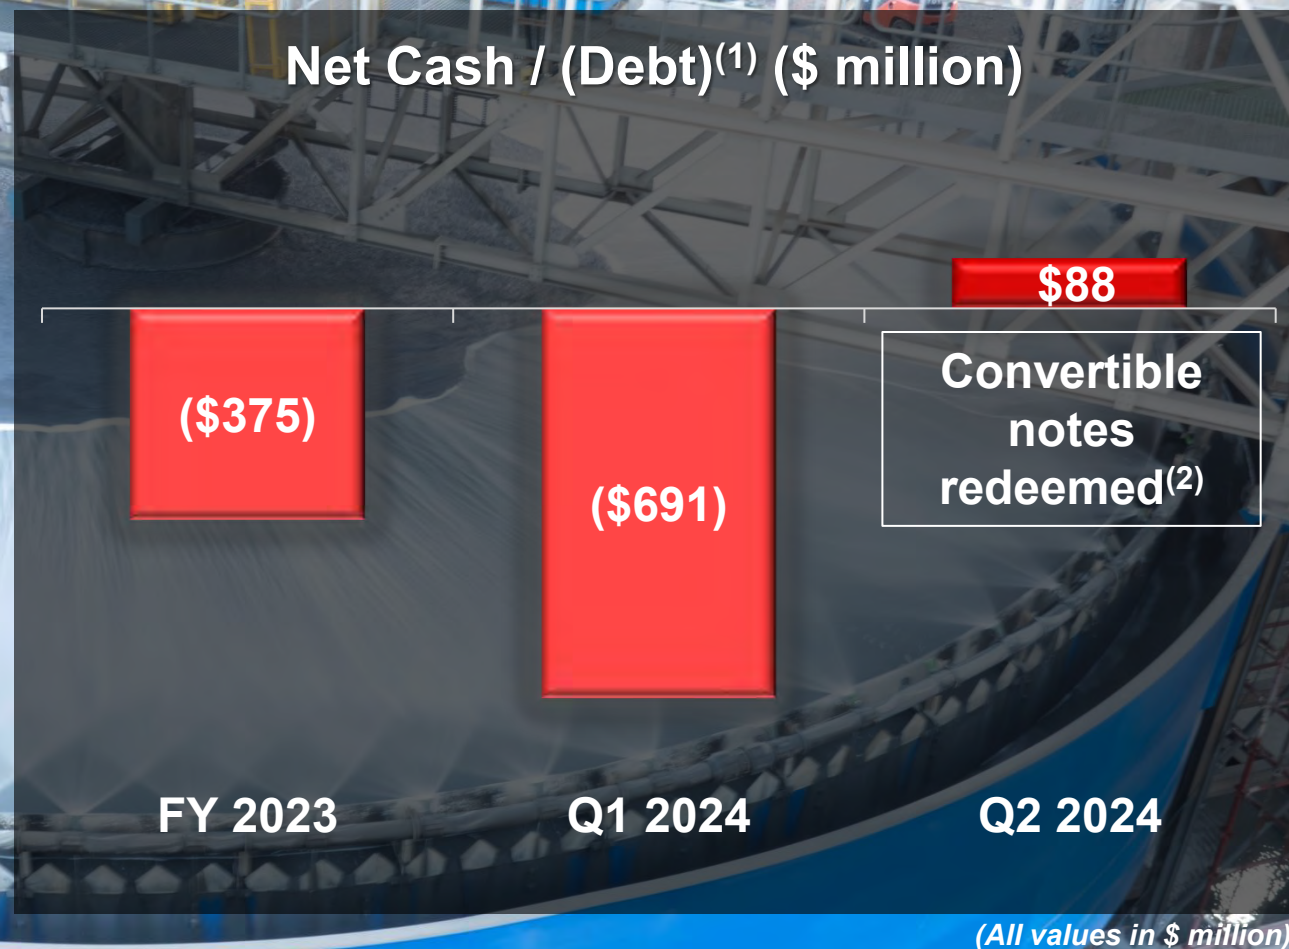 Net Cash / (Debt)(1) ($ million)
$88
($375)
($691)
Convertible
notes
redeemed(2)
FY 2023
Q1 2024
Q2 2024
(All values in $ million)